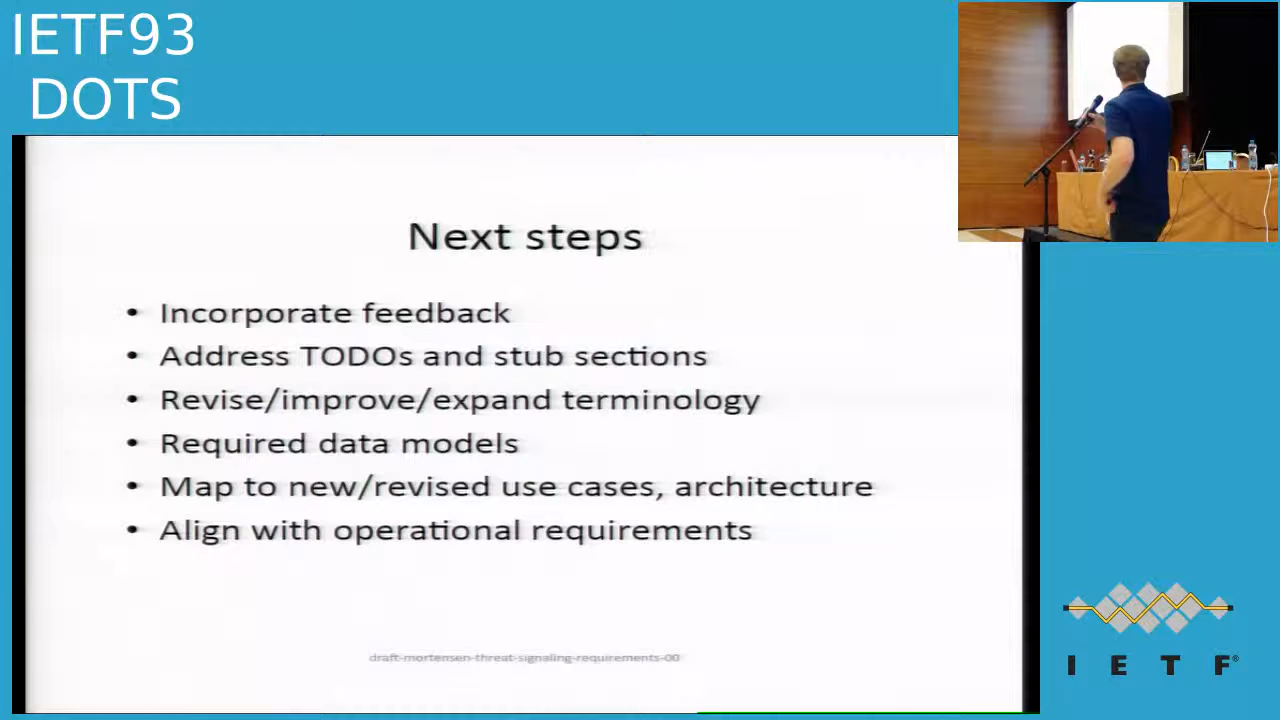 IETF93
DOTS
Next steps
• Incorporate feedback
• Address TODOs and stub sections
• Revise/improve/expand terminology
• Required data models
• Map to new/revised use cases, architecture
• Align with operational requirements
draft-mortensen-threat-signaling-requirements-00
I E T F®